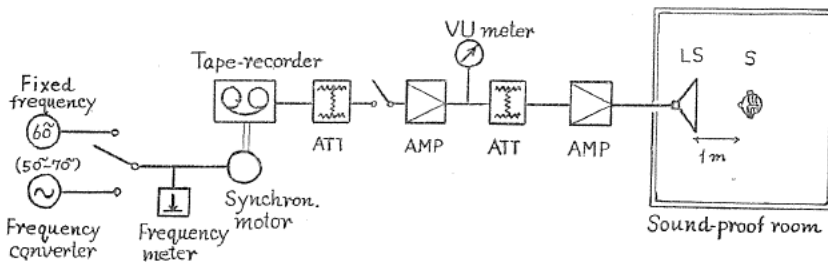 VU meter
Tape-recorder
LS S
Fixed
frequency
60~
ATT
AMP
ATT
AMP
1m
(50~-70~)
Synchron.
motor
Frequency
converter
Frequency
meter
Sound-proof room